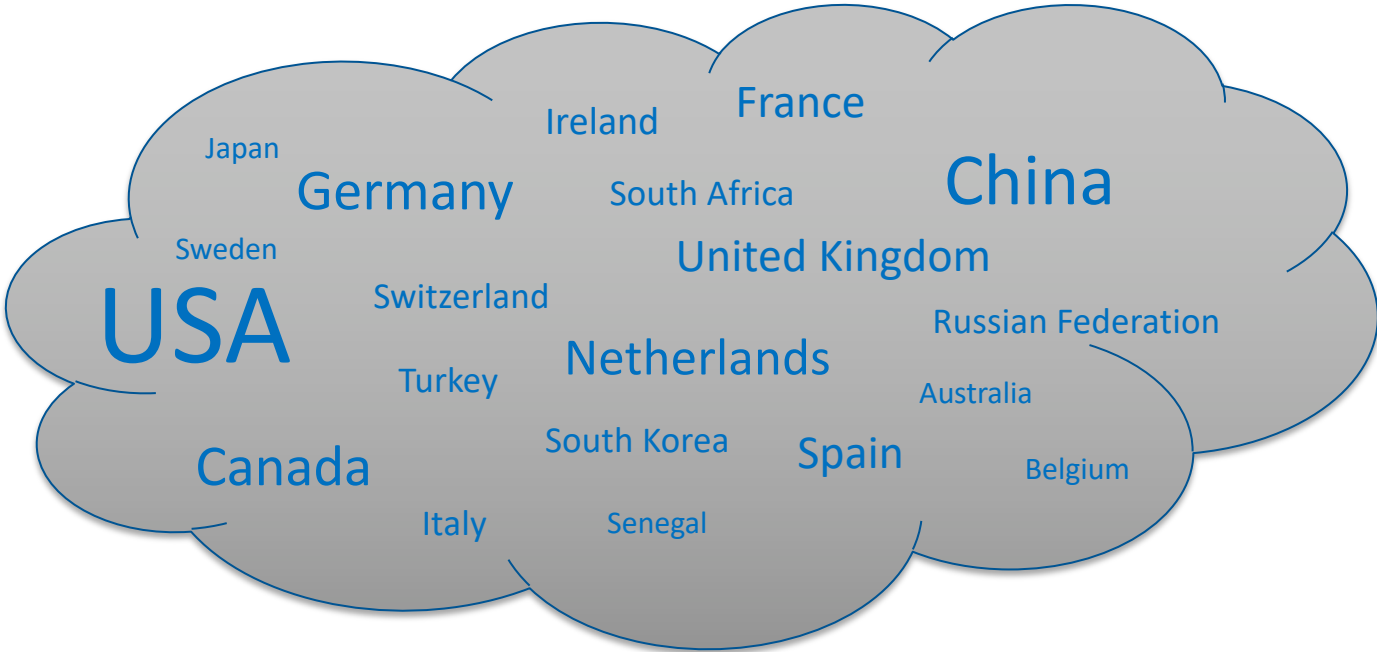 France
Ireland
Japan
China
Germany
South Africa
Sweden
United Kingdom
Switzerland
USA
Russian Federation
Netherlands
Turkey
Australia
South Korea
Spain
Canada
Belgium
Italy
Senegal